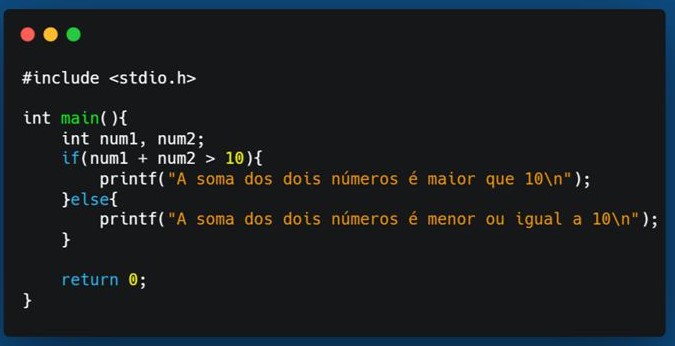 #include <stdio.h>
int main(){
int num1, num2;
if(num1 + num2 > 10){
printf("A soma dos dois números é maior que 10\n");
}else{
printf("A soma dos dois números é menor ou igual a 10\n");
}
return 0;
}